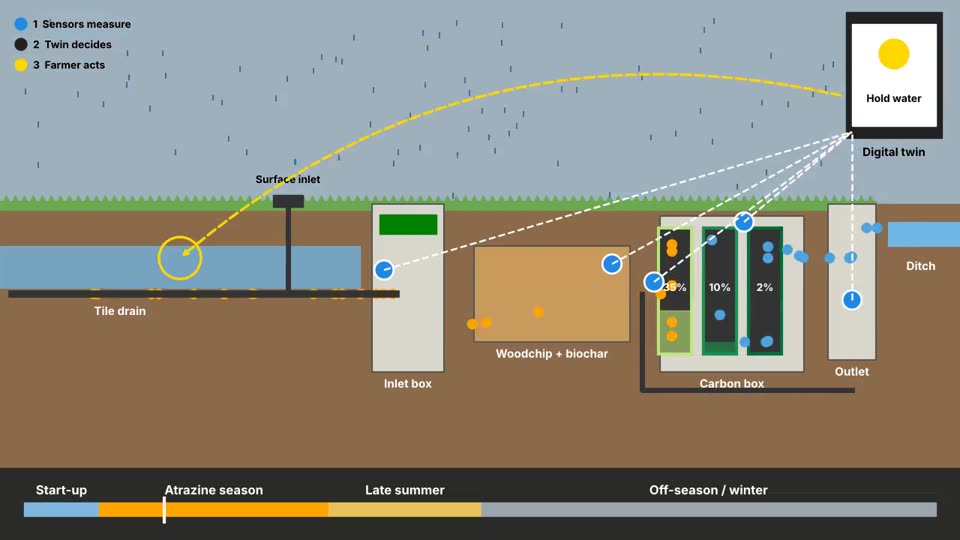 1 Sensors measure
2 Twin decides
3 Farmer acts
Hold water
Digital twin
Surface inlet
Ditch
35%
10%
2%
Tile drain
Woodchip + biochar
Inlet box
Carbon box
Outlet
Start-up
Atrazine season
Late summer
Off-season / winter